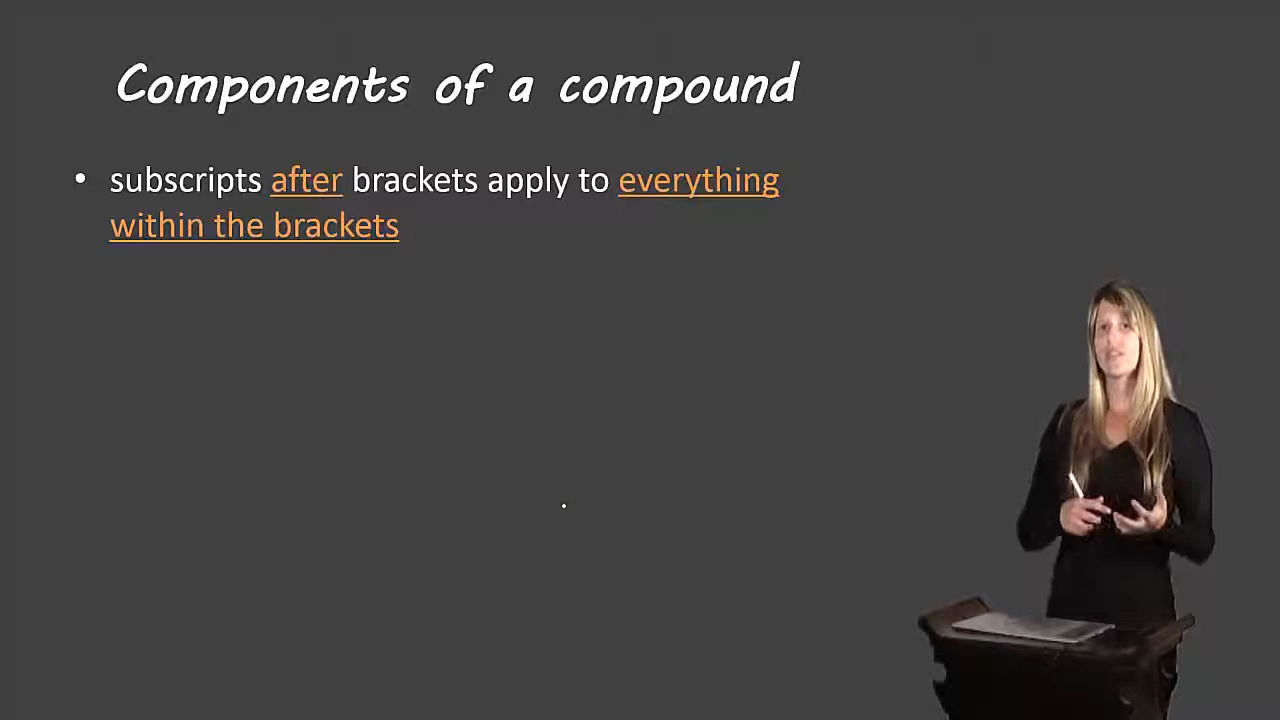 Components of a compound
• subscripts after brackets apply to everything
within the brackets